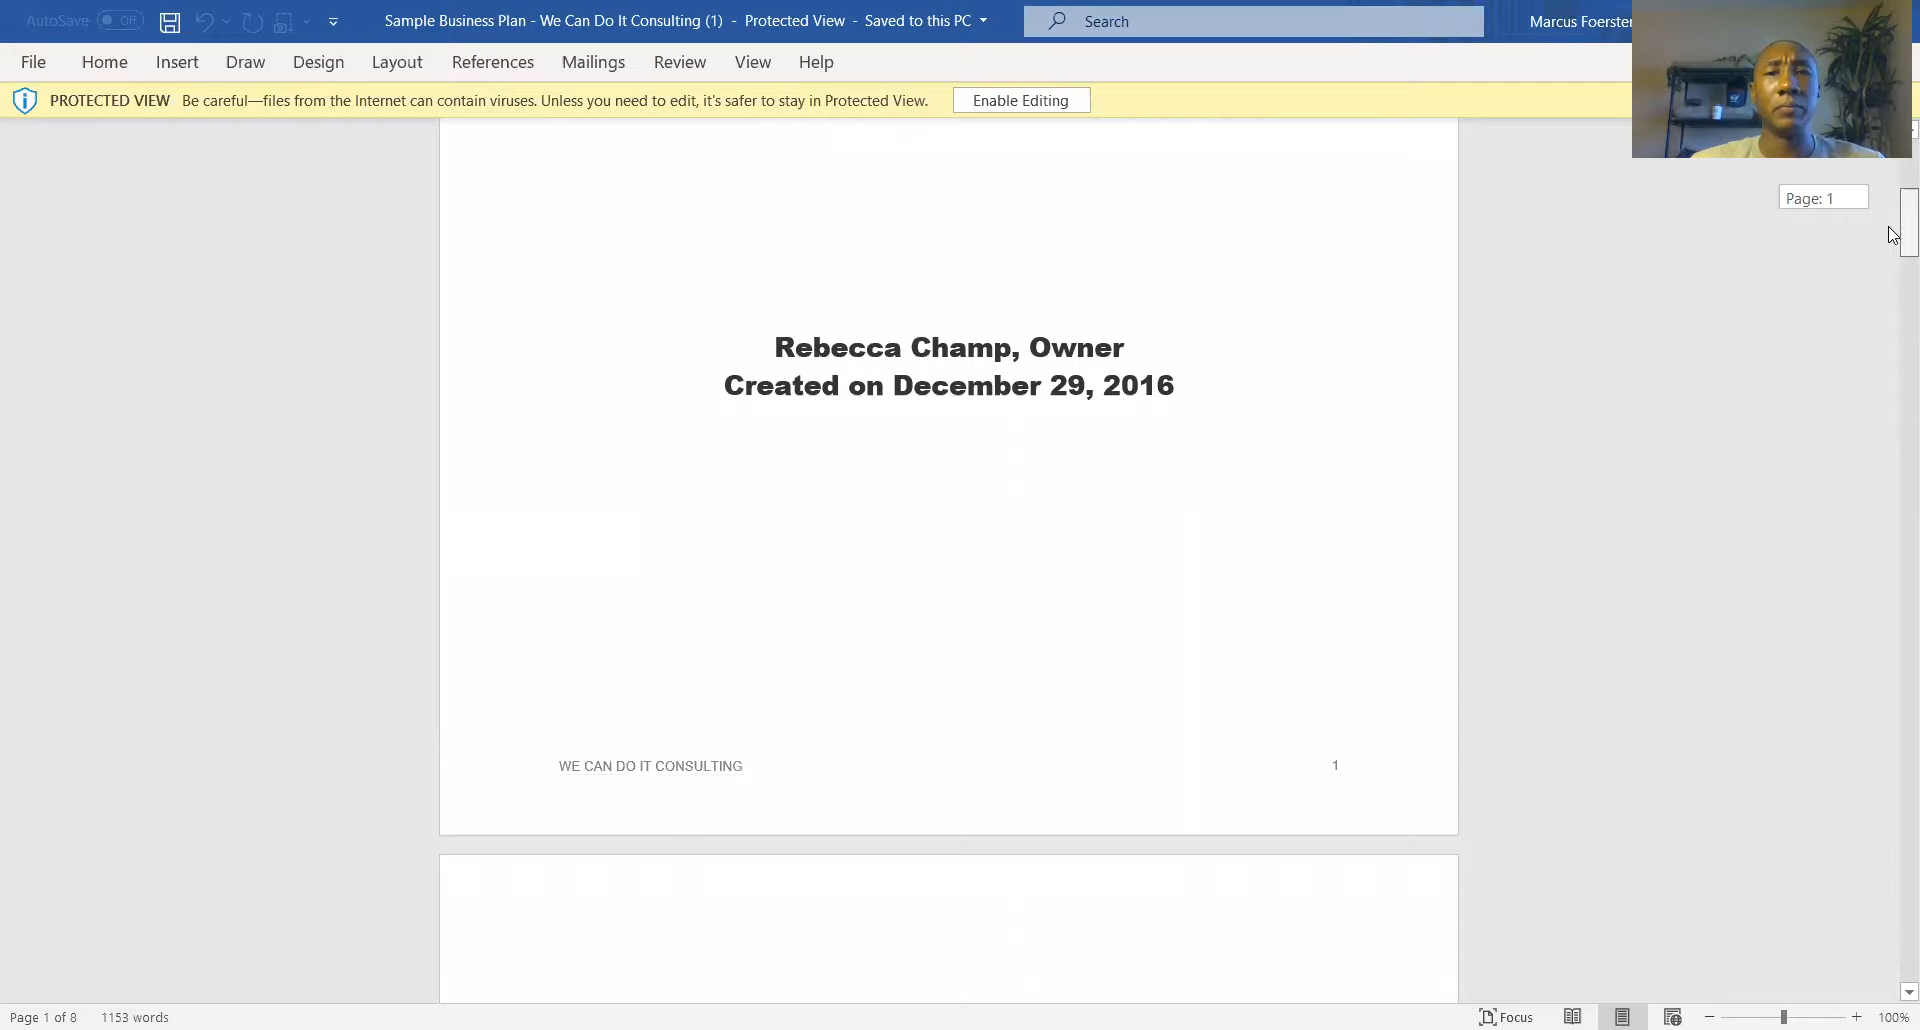 AutoSave Off
Sample Business Plan - We Can Do It Consulting (1) - Protected View - Saved to this PC
Search
Marcus Foerster
File Home Insert Draw Design Layout References Mailings Review View Help
PROTECTED VIEW Be careful—files from the Internet can contain viruses. Unless you need to edit, it's safer to stay in Protected View. Enable Editing
Page: 1
Rebecca Champ, Owner
Created on December 29, 2016
WE CAN DO IT CONSULTING 1
Page 1 of 8 1153 words Focus 100%